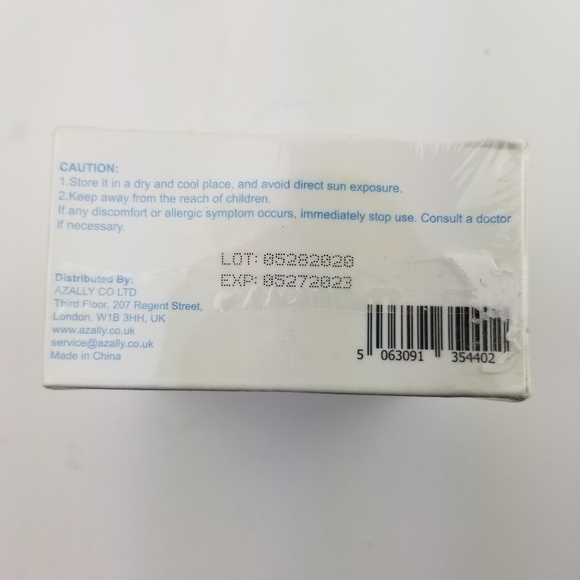 CAUTION:
1.Store it in a dry and cool place, and avoid direct sun exposure.
2.Keep away from the reach of children.
If any discomfort or allergic symptom occurs, immediately stop use. Consult a doctor
if necessary.
LOT: 05282020
EXP: 05272023
Distributed By:
AZALLY CO LTD
Third Floor, 207 Regent Street,
London, W1B 3HH, UK
www.azally.co.uk
service@azally.co.uk
Made in China
5 063091 354402